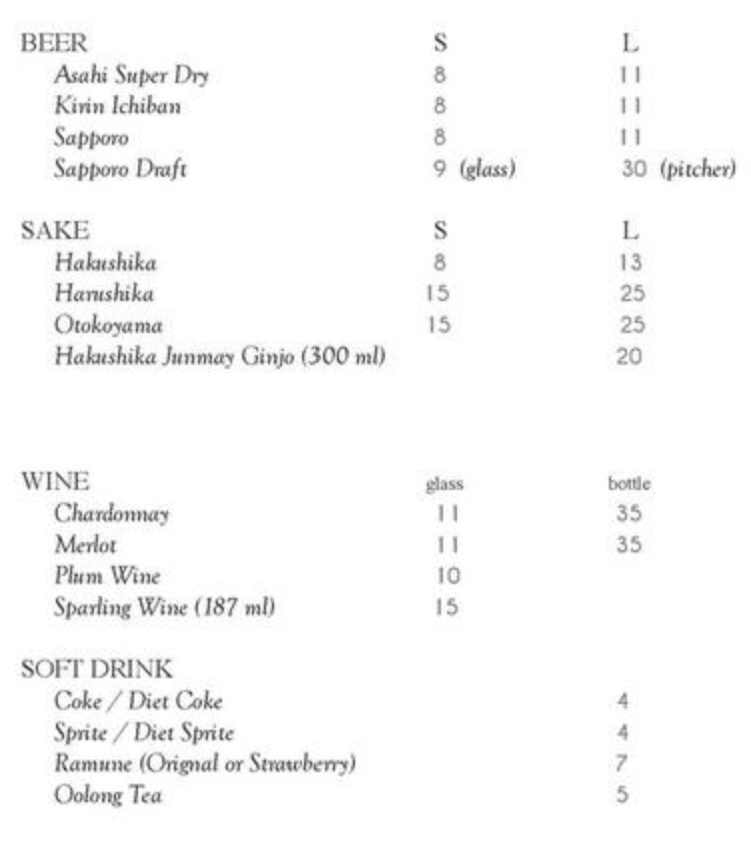 BEER S L
Asahi Super Dry 8 11
Kirin Ichiban 8 11
Sapporo 8 11
Sapporo Draft 9 (glass) 30 (pitcher)
SAKE S L
Hakushika 8 13
Harushika 15 25
Otokoyama 15 25
Hakushika Junmay Ginjo (300 ml) 20
WINE glass bottle
Chardonnay 11 35
Merlot 11 35
Plum Wine 10
Sparling Wine (187 ml) 15
SOFT DRINK
Coke / Diet Coke 4
Sprite / Diet Sprite 4
Ramune (Orignal or Strawberry) 7
Oolong Tea 5